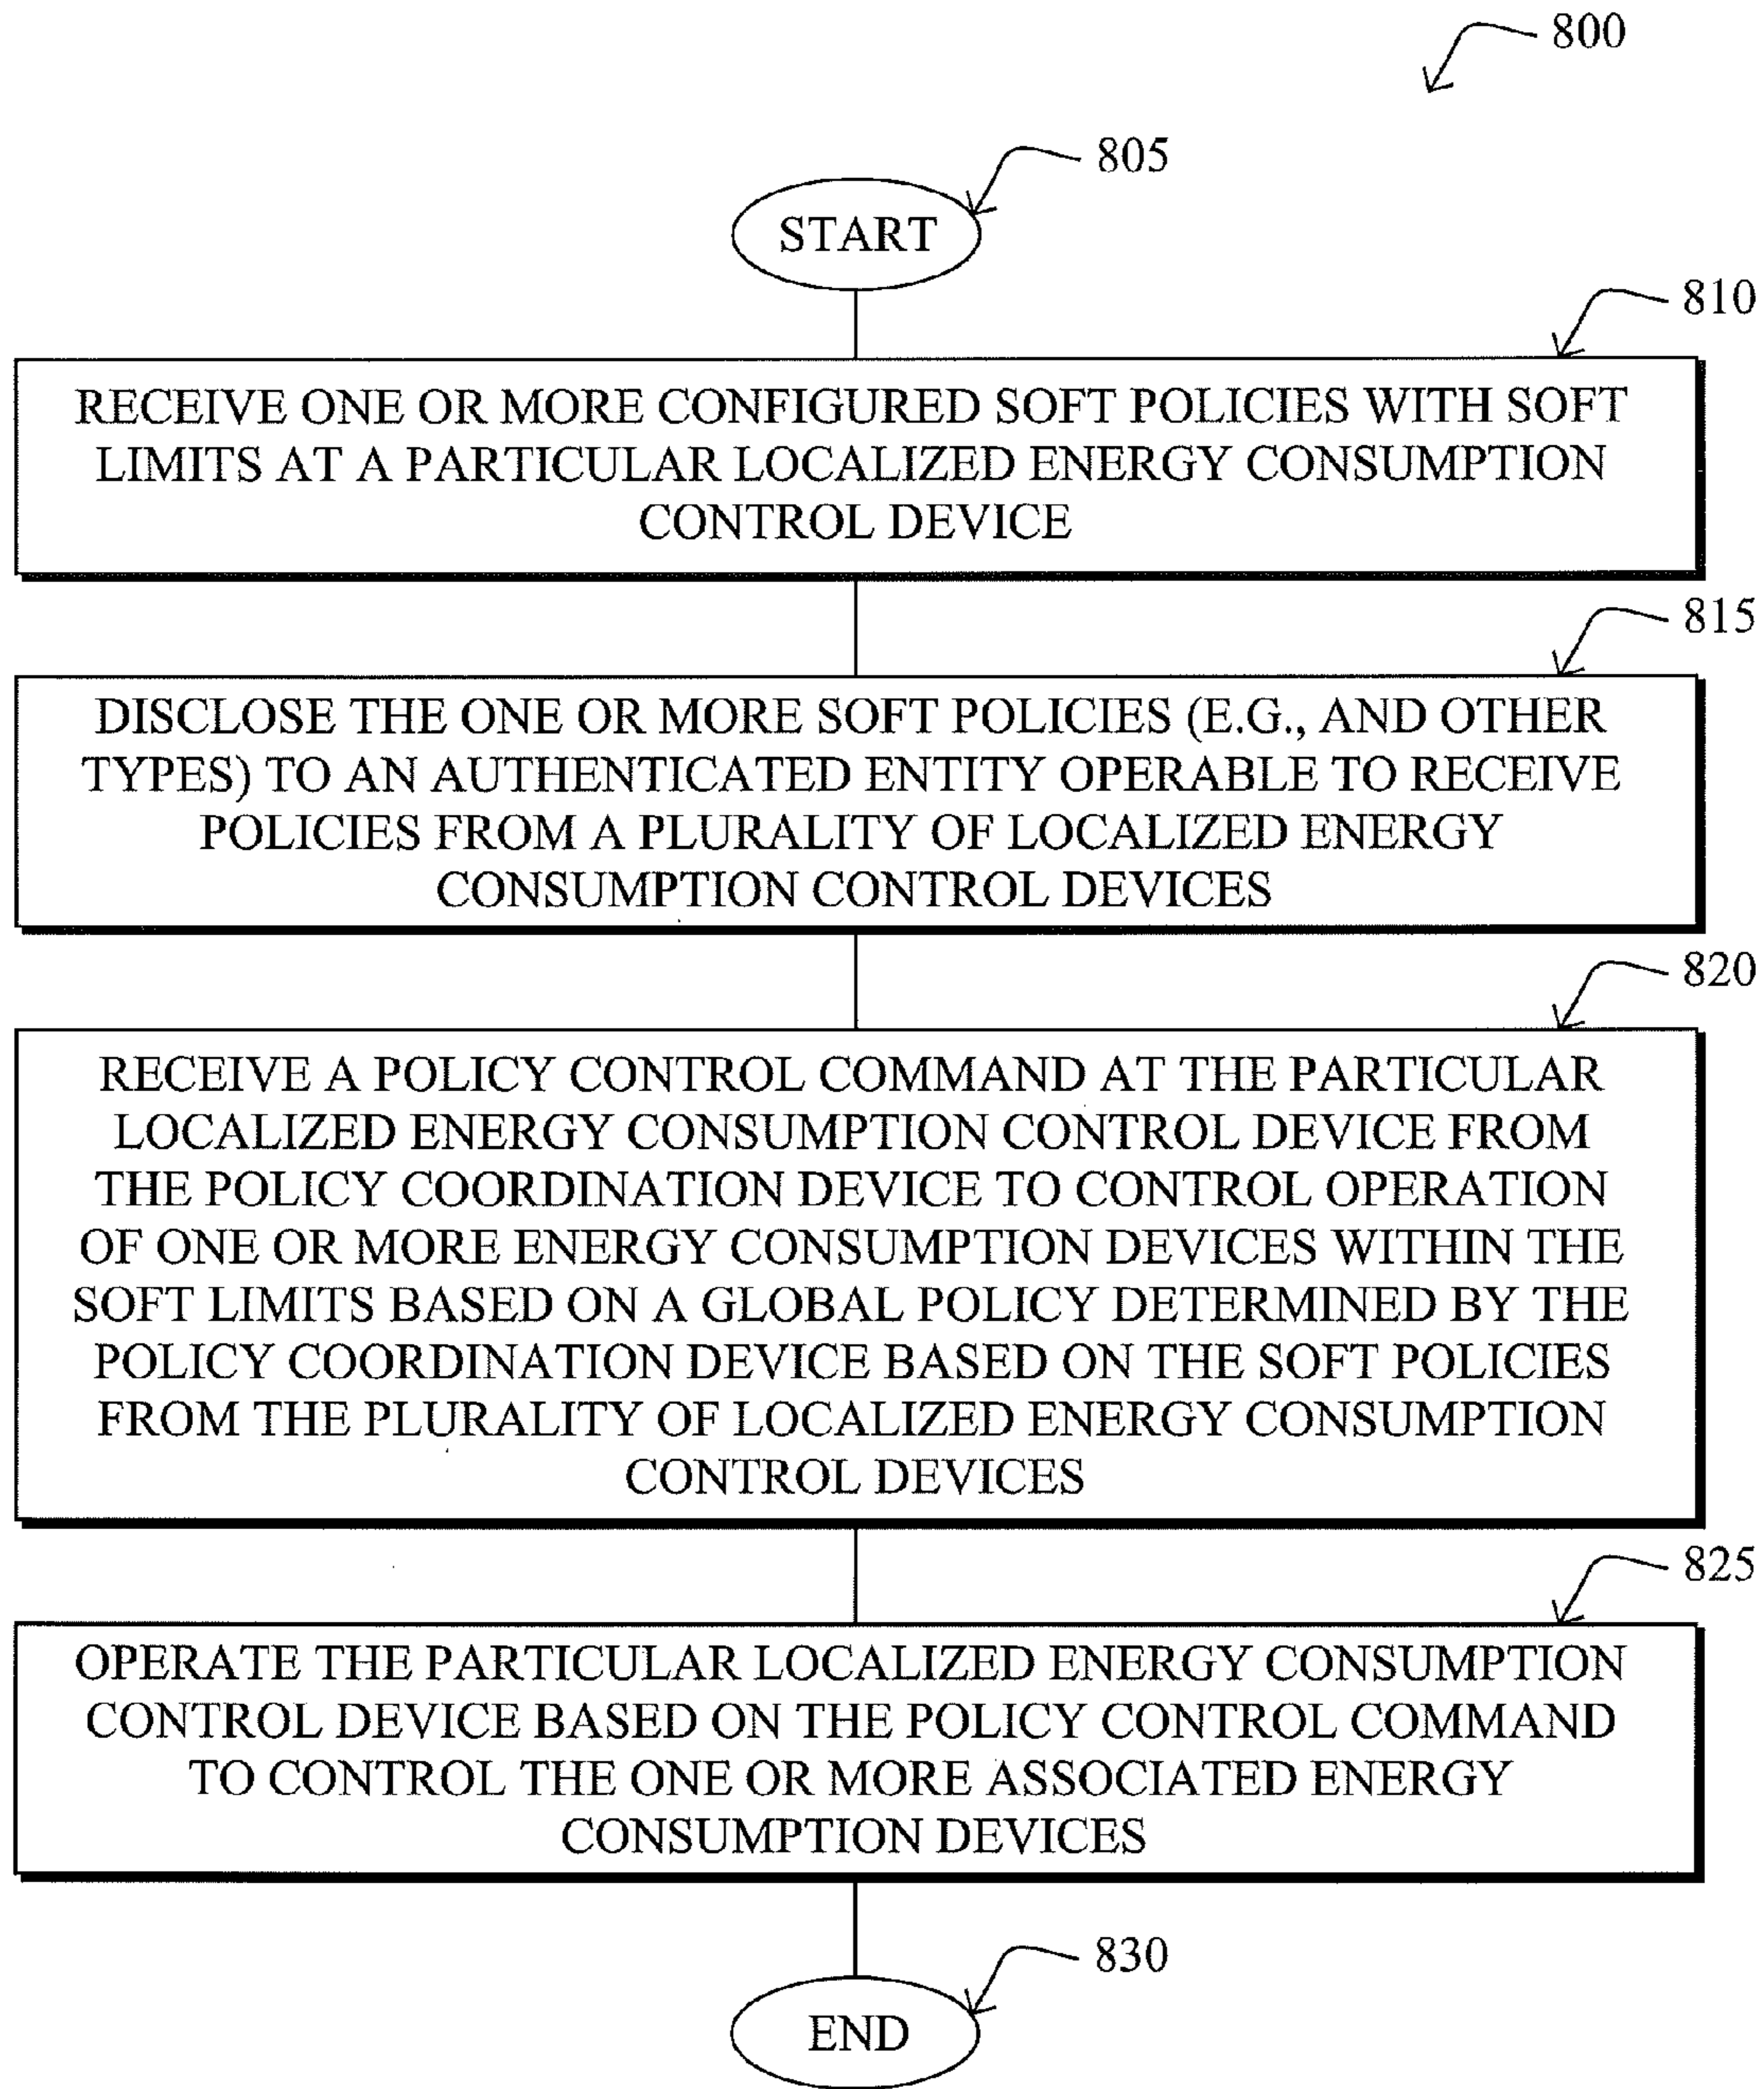 800
805
START
810
RECEIVE ONE OR MORE CONFIGURED SOFT POLICIES WITH SOFT
LIMITS AT A PARTICULAR LOCALIZED ENERGY CONSUMPTION
CONTROL DEVICE
815
DISCLOSE THE ONE OR MORE SOFT POLICIES (E.G., AND OTHER
TYPES) TO AN AUTHENTICATED ENTITY OPERABLE TO RECEIVE
POLICIES FROM A PLURALITY OF LOCALIZED ENERGY
CONSUMPTION CONTROL DEVICES
820
RECEIVE A POLICY CONTROL COMMAND AT THE PARTICULAR
LOCALIZED ENERGY CONSUMPTION CONTROL DEVICE FROM
THE POLICY COORDINATION DEVICE TO CONTROL OPERATION
OF ONE OR MORE ENERGY CONSUMPTION DEVICES WITHIN THE
SOFT LIMITS BASED ON A GLOBAL POLICY DETERMINED BY THE
POLICY COORDINATION DEVICE BASED ON THE SOFT POLICIES
FROM THE PLURALITY OF LOCALIZED ENERGY CONSUMPTION
CONTROL DEVICES
825
OPERATE THE PARTICULAR LOCALIZED ENERGY CONSUMPTION
CONTROL DEVICE BASED ON THE POLICY CONTROL COMMAND
TO CONTROL THE ONE OR MORE ASSOCIATED ENERGY
CONSUMPTION DEVICES
830
END